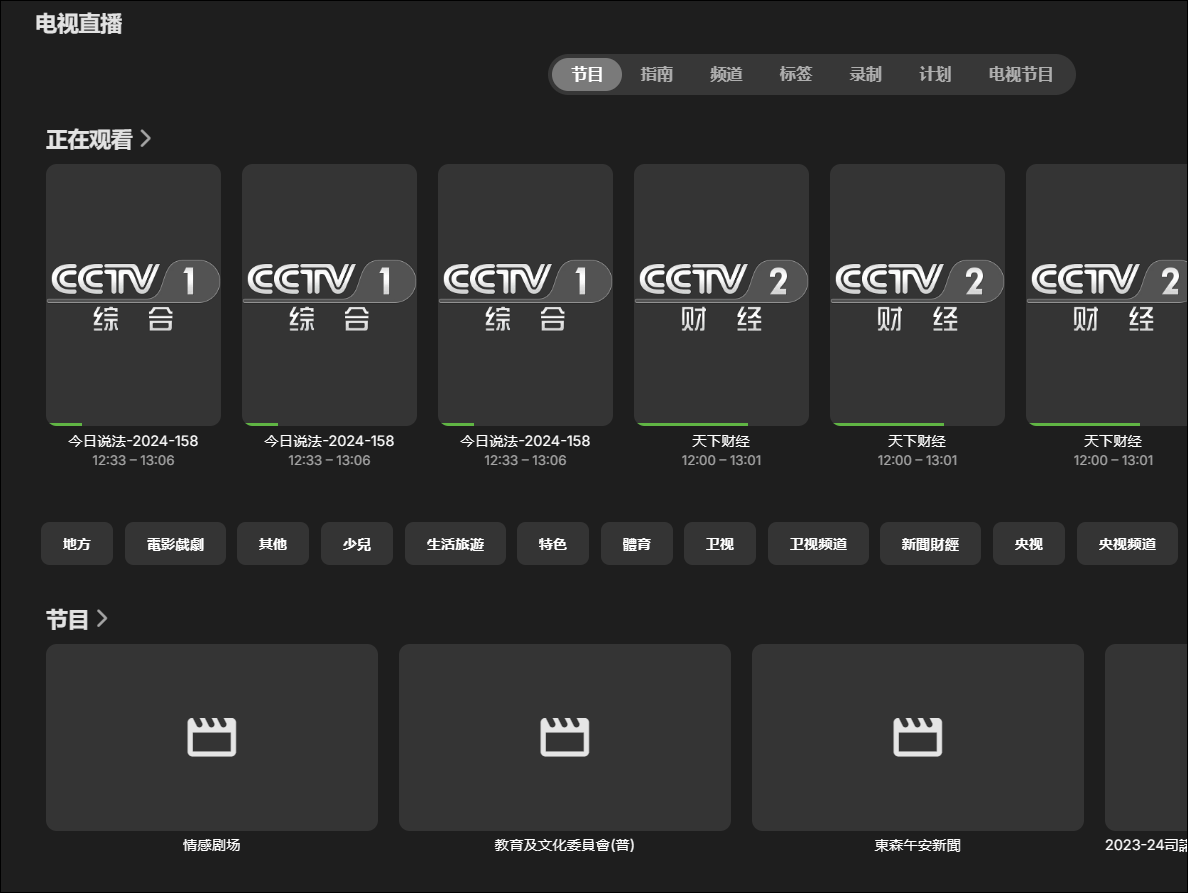 电视直播
节目 指南 频道 标签 录制 计划 电视节目
正在观看
CCTV 1 CCTV 1 CCTV 1 CCTV 2 CCTV 2 CCTV 2
综合 综合 综合 财经 财经 财经
今日说法-2024-158 今日说法-2024-158 今日说法-2024-158 天下财经 天下财经 天下财经
12:33 – 13:06 12:33 – 13:06 12:33 – 13:06 12:00 – 13:01 12:00 – 13:01 12:00 – 13:01
地方 電影戲劇 其他 少兒 生活旅遊 特色 體育 卫视 卫视频道 新聞財經 央视 央视频道
节目
情感剧场 教育及文化委員會(普) 東森午安新聞 2023-24司